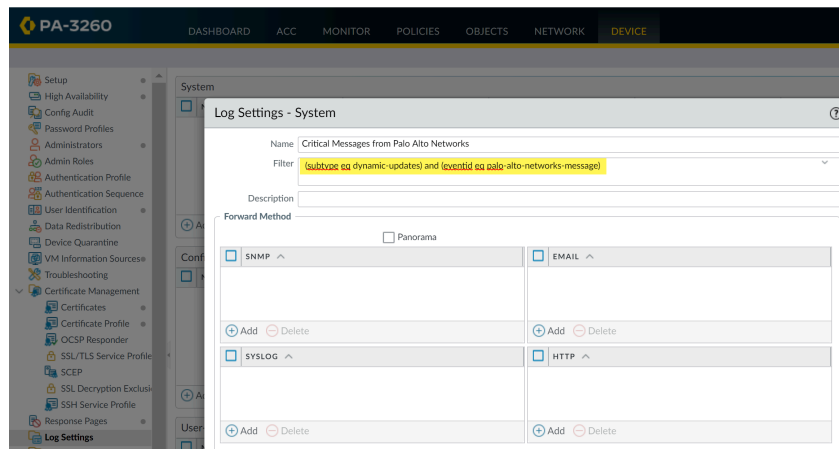 PA-3260
DASHBOARD ACC MONITOR POLICIES OBJECTS NETWORK DEVICE
Setup
High Availability
Config Audit
Password Profiles
Administrators
Admin Roles
Authentication Profile
Authentication Sequence
User Identification
Data Redistribution
Device Quarantine
VM Information Sources
Troubleshooting
Certificate Management
Certificates
Certificate Profile
OCSP Responder
SSL/TLS Service Profile
SCEP
SSL Decryption Exclusi
SSH Service Profile
Response Pages
Log Settings
System
Conf
User-
Log Settings - System
?
Name Critical Messages from Palo Alto Networks
Filter (subtype eq dynamic-updates) and (eventid eq palo-alto-networks-message)
Description
Forward Method
Panorama
SNMP
Add Delete
EMAIL
Add Delete
SYSLOG
Add Delete
HTTP
Add Delete